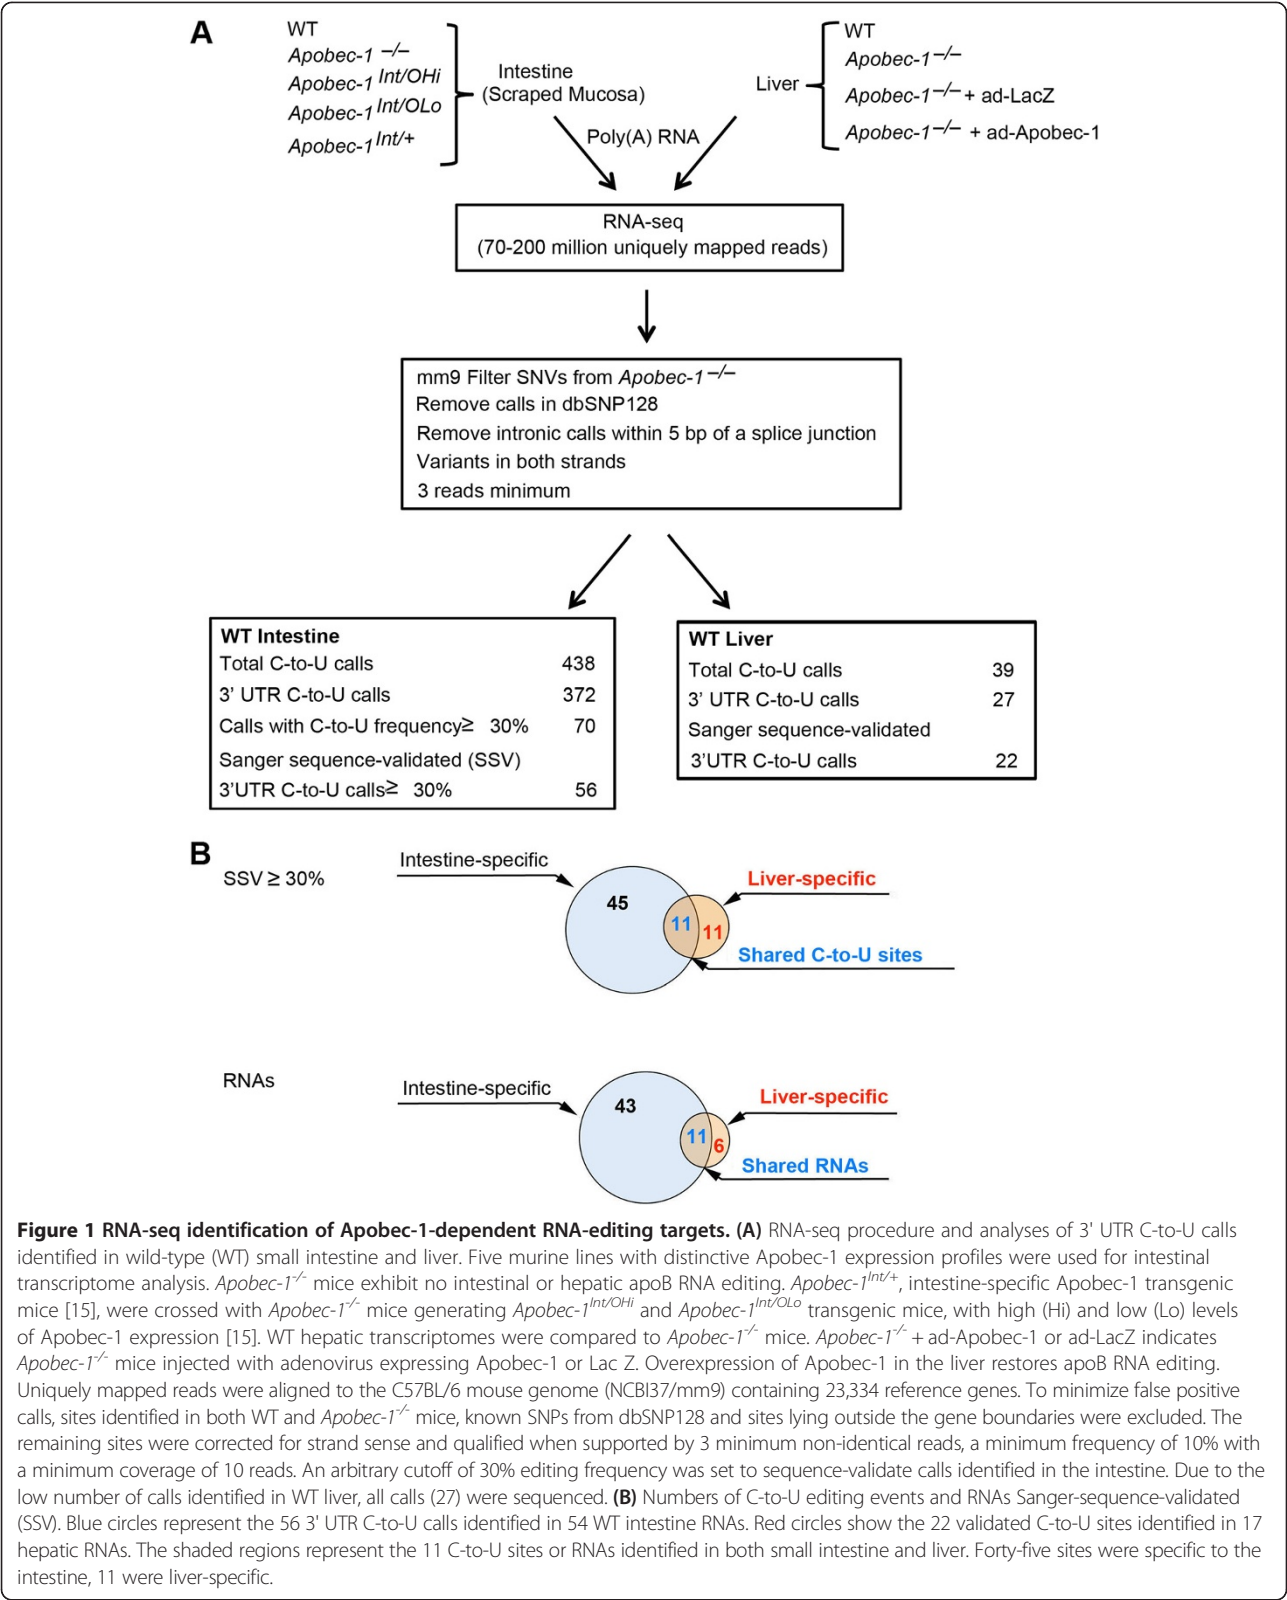 A
WT
Apobec-1 –/–
Apobec-1 Int/OHi
Apobec-1 Int/OLo
Apobec-1 Int/+
Intestine
(Scraped Mucosa)
Liver
WT
Apobec-1 –/–
Apobec-1 –/– + ad-LacZ
Apobec-1 –/– + ad-Apobec-1
Poly(A) RNA
RNA-seq
(70-200 million uniquely mapped reads)
mm9 Filter SNVs from Apobec-1 –/–
Remove calls in dbSNP128
Remove intronic calls within 5 bp of a splice junction
Variants in both strands
3 reads minimum
WT Intestine
Total C-to-U calls 438
3' UTR C-to-U calls 372
Calls with C-to-U frequency≥ 30% 70
Sanger sequence-validated (SSV)
3'UTR C-to-U calls≥ 30% 56
WT Liver
Total C-to-U calls 39
3' UTR C-to-U calls 27
Sanger sequence-validated
3'UTR C-to-U calls 22
B
SSV ≥ 30%
Intestine-specific
45
11
11
Liver-specific
Shared C-to-U sites
RNAs
Intestine-specific
43
11
6
Liver-specific
Shared RNAs
Figure 1 RNA-seq identification of Apobec-1-dependent RNA-editing targets. (A) RNA-seq procedure and analyses of 3' UTR C-to-U calls
identified in wild-type (WT) small intestine and liver. Five murine lines with distinctive Apobec-1 expression profiles were used for intestinal
transcriptome analysis. Apobec-1-/- mice exhibit no intestinal or hepatic apoB RNA editing. Apobec-1Int/+, intestine-specific Apobec-1 transgenic
mice [15], were crossed with Apobec-1-/- mice generating Apobec-1Int/OHi and Apobec-1Int/OLo transgenic mice, with high (Hi) and low (Lo) levels
of Apobec-1 expression [15]. WT hepatic transcriptomes were compared to Apobec-1-/- mice. Apobec-1-/- + ad-Apobec-1 or ad-LacZ indicates
Apobec-1-/- mice injected with adenovirus expressing Apobec-1 or Lac Z. Overexpression of Apobec-1 in the liver restores apoB RNA editing.
Uniquely mapped reads were aligned to the C57BL/6 mouse genome (NCBI37/mm9) containing 23,334 reference genes. To minimize false positive
calls, sites identified in both WT and Apobec-1-/- mice, known SNPs from dbSNP128 and sites lying outside the gene boundaries were excluded. The
remaining sites were corrected for strand sense and qualified when supported by 3 minimum non-identical reads, a minimum frequency of 10% with
a minimum coverage of 10 reads. An arbitrary cutoff of 30% editing frequency was set to sequence-validate calls identified in the intestine. Due to the
low number of calls identified in WT liver, all calls (27) were sequenced. (B) Numbers of C-to-U editing events and RNAs Sanger-sequence-validated
(SSV). Blue circles represent the 56 3' UTR C-to-U calls identified in 54 WT intestine RNAs. Red circles show the 22 validated C-to-U sites identified in 17
hepatic RNAs. The shaded regions represent the 11 C-to-U sites or RNAs identified in both small intestine and liver. Forty-five sites were specific to the
intestine, 11 were liver-specific.